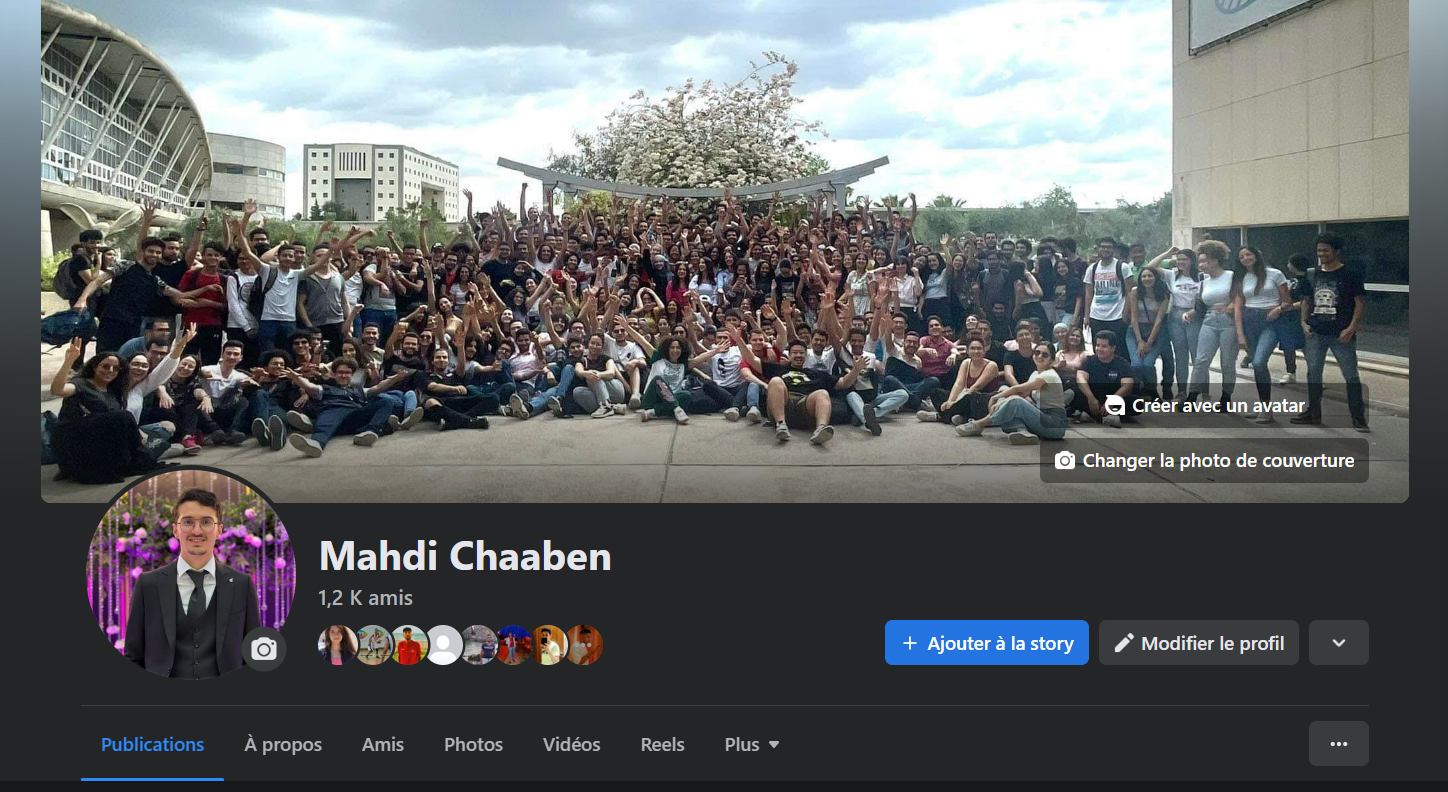 Créer avec un avatar
Changer la photo de couverture
Mahdi Chaaben
1,2 K amis
+ Ajouter à la story
Modifier le profil
Publications À propos Amis Photos Vidéos Reels Plus